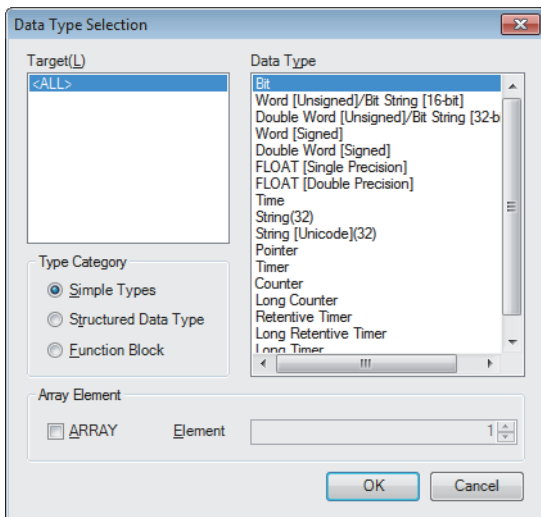 Data Type Selection
Target(L)
<ALL>
Data Type
Bit
Word [Unsigned]/Bit String [16-bit]
Double Word [Unsigned]/Bit String [32-b
Word [Signed]
Double Word [Signed]
FLOAT [Single Precision]
FLOAT [Double Precision]
Time
String(32)
String [Unicode](32)
Pointer
Timer
Counter
Long Counter
Retentive Timer
Long Retentive Timer
Long Timer
Type Category
Simple Types
Structured Data Type
Function Block
Array Element
ARRAY Element 1
OK Cancel